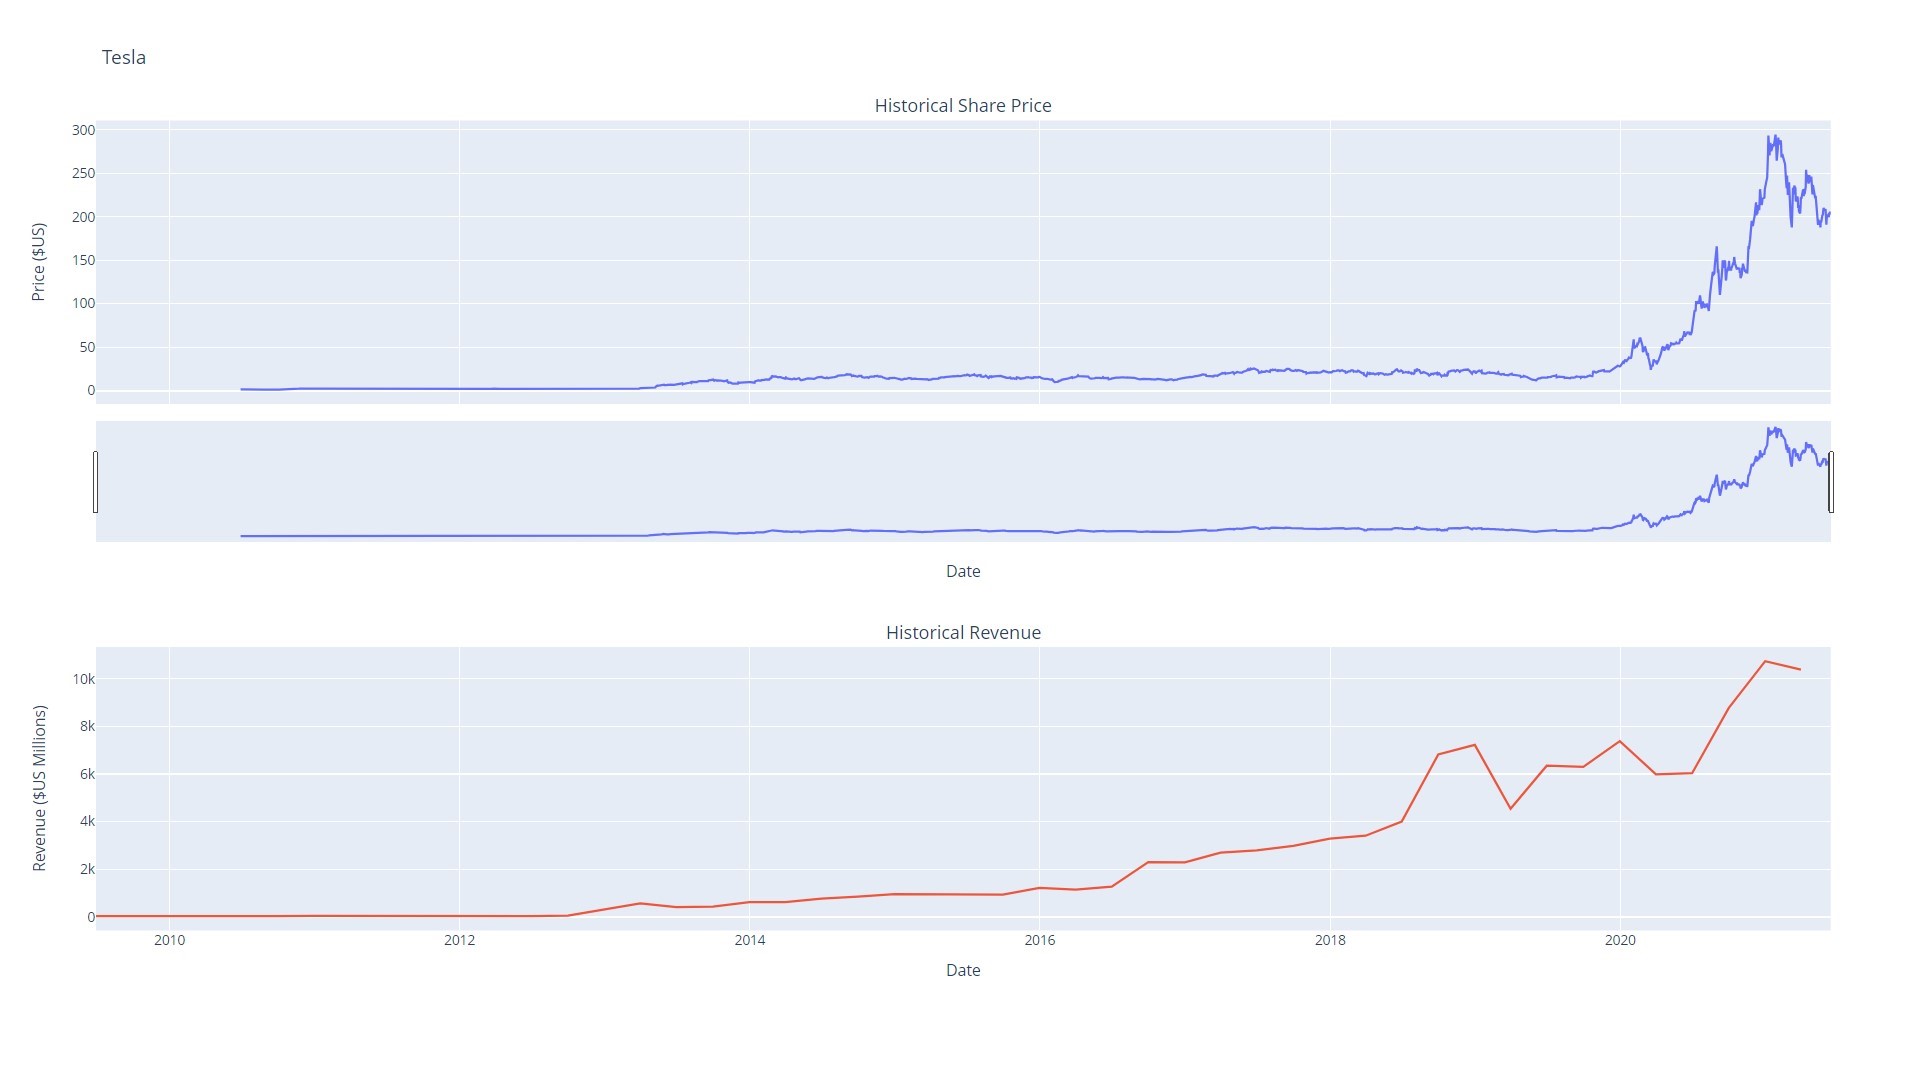 Tesla
Historical Share Price
Price ($US)
300
250
200
150
100
50
0
Date
Historical Revenue
Revenue ($US Millions)
10k
8k
6k
4k
2k
0
2010 2012 2014 2016 2018 2020
Date